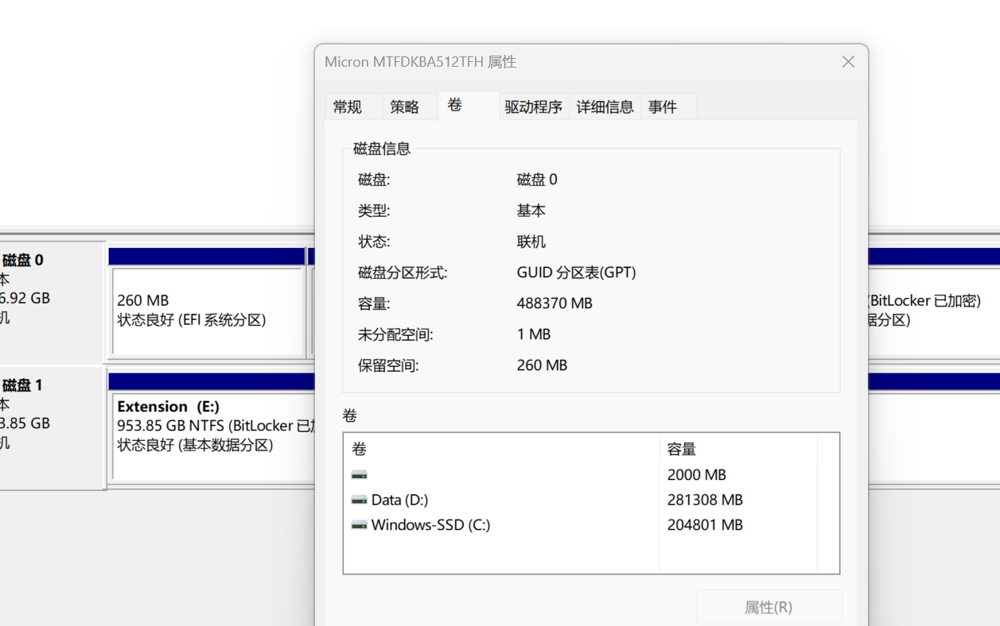 Micron MTFDKBA512TFH 属性
常规 策略 卷 驱动程序 详细信息 事件
磁盘信息
磁盘: 磁盘 0
类型: 基本
状态: 联机
磁盘分区形式: GUID 分区表(GPT)
容量: 488370 MB
未分配空间: 1 MB
保留空间: 260 MB
卷
卷 容量
2000 MB
Data (D:) 281308 MB
Windows-SSD (C:) 204801 MB
属性(R)
磁盘 0
本
6.92 GB
机
260 MB
状态良好 (EFI 系统分区)
(BitLocker 已加密)
据分区)
磁盘 1
本
3.85 GB
机
Extension (E:)
953.85 GB NTFS (BitLocker 已加
状态良好 (基本数据分区)